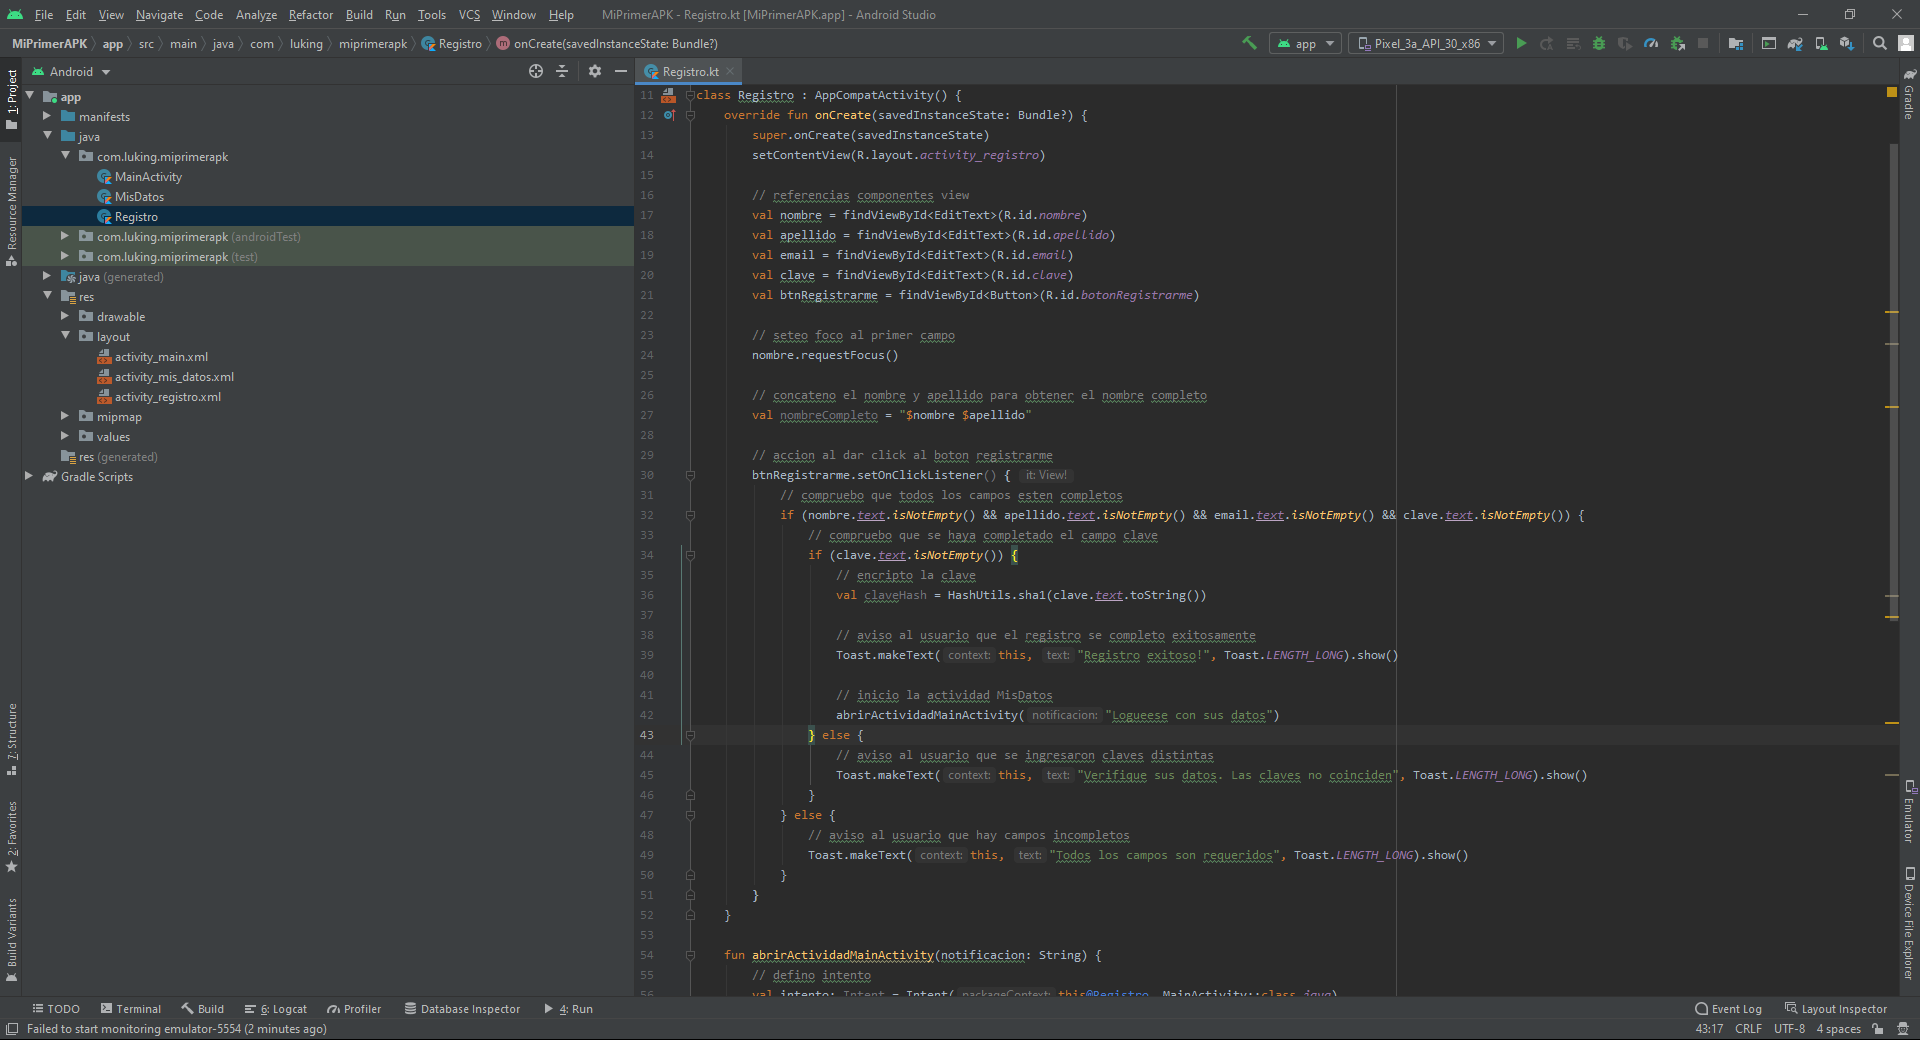 File Edit View Navigate Code Analyze Refactor Build Run Tools VCS Window Help MiPrimerAPK - Registro.kt [MiPrimerAPK.app] - Android Studio
MiPrimerAPK app src main java com luking miprimerapk Registro onCreate(savedInstanceState: Bundle?) app Pixel_3a_API_30_x86
Android
Registro.kt
1: Project
Resource Manager
7: Structure
2: Favorites
Build Variants
app
manifests
java
com.luking.miprimerapk
MainActivity
MisDatos
Registro
com.luking.miprimerapk (androidTest)
com.luking.miprimerapk (test)
java (generated)
res
drawable
layout
activity_main.xml
activity_mis_datos.xml
activity_registro.xml
mipmap
values
res (generated)
Gradle Scripts
11 class Registro : AppCompatActivity() {
12 override fun onCreate(savedInstanceState: Bundle?) {
13 super.onCreate(savedInstanceState)
14 setContentView(R.layout.activity_registro)
15
16 // referencias componentes view
17 val nombre = findViewById<EditText>(R.id.nombre)
18 val apellido = findViewById<EditText>(R.id.apellido)
19 val email = findViewById<EditText>(R.id.email)
20 val clave = findViewById<EditText>(R.id.clave)
21 val btnRegistrarme = findViewById<Button>(R.id.botonRegistrarme)
22
23 // seteo foco al primer campo
24 nombre.requestFocus()
25
26 // concateno el nombre y apellido para obtener el nombre completo
27 val nombreCompleto = "$nombre $apellido"
28
29 // accion al dar click al boton registrarme
30 btnRegistrarme.setOnClickListener() { it: View!
31 // compruebo que todos los campos esten completos
32 if (nombre.text.isNotEmpty() && apellido.text.isNotEmpty() && email.text.isNotEmpty() && clave.text.isNotEmpty()) {
33 // compruebo que se haya completado el campo clave
34 if (clave.text.isNotEmpty()) {
35 // encripto la clave
36 val claveHash = HashUtils.sha1(clave.text.toString())
37
38 // aviso al usuario que el registro se completo exitosamente
39 Toast.makeText( context: this, text: "Registro exitoso!", Toast.LENGTH_LONG).show()
40
41 // inicio la actividad MisDatos
42 abrirActividadMainActivity( notificacion: "Logueese con sus datos")
43 } else {
44 // aviso al usuario que se ingresaron claves distintas
45 Toast.makeText( context: this, text: "Verifique sus datos. Las claves no coinciden", Toast.LENGTH_LONG).show()
46 }
47 } else {
48 // aviso al usuario que hay campos incompletos
49 Toast.makeText( context: this, text: "Todos los campos son requeridos", Toast.LENGTH_LONG).show()
50 }
51 }
52 }
53
54 fun abrirActividadMainActivity(notificacion: String) {
55 // defino intento
56 val intento: Intent = Intent( packageContext: this@Registro, MainActivity::class.java)
Gradle
Emulator
Device File Explorer
TODO Terminal Build 6: Logcat Profiler Database Inspector 4: Run Event Log Layout Inspector
Failed to start monitoring emulator-5554 (2 minutes ago) 43:17 CRLF UTF-8 4 spaces